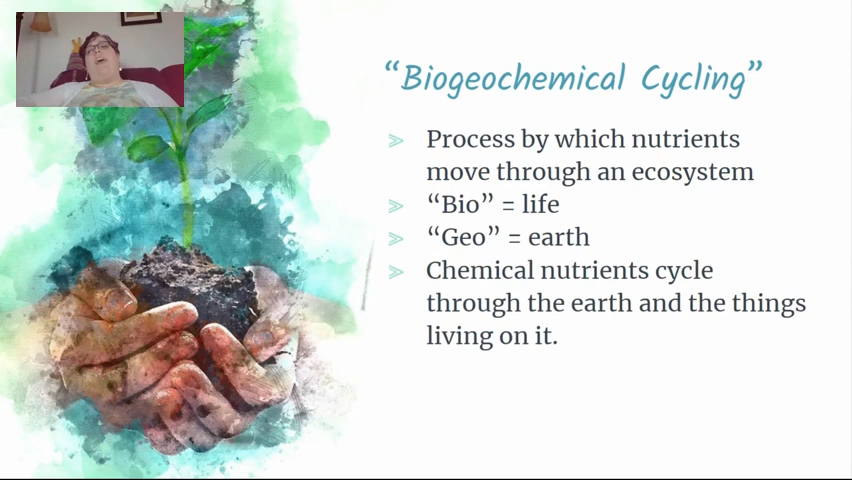 “Biogeochemical Cycling”
Process by which nutrients
move through an ecosystem
“Bio” = life
“Geo” = earth
Chemical nutrients cycle
through the earth and the things
living on it.